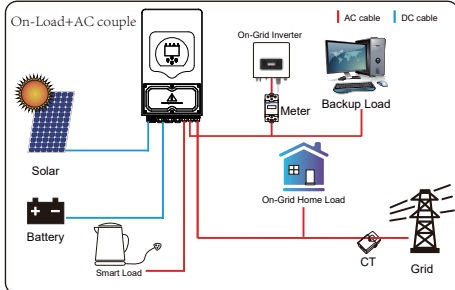 AC cable
DC cable
On-Load+AC couple
On-Grid Inverter
Meter
Backup Load
Solar
On-Grid Home Load
Battery
Smart Load
CT
Grid